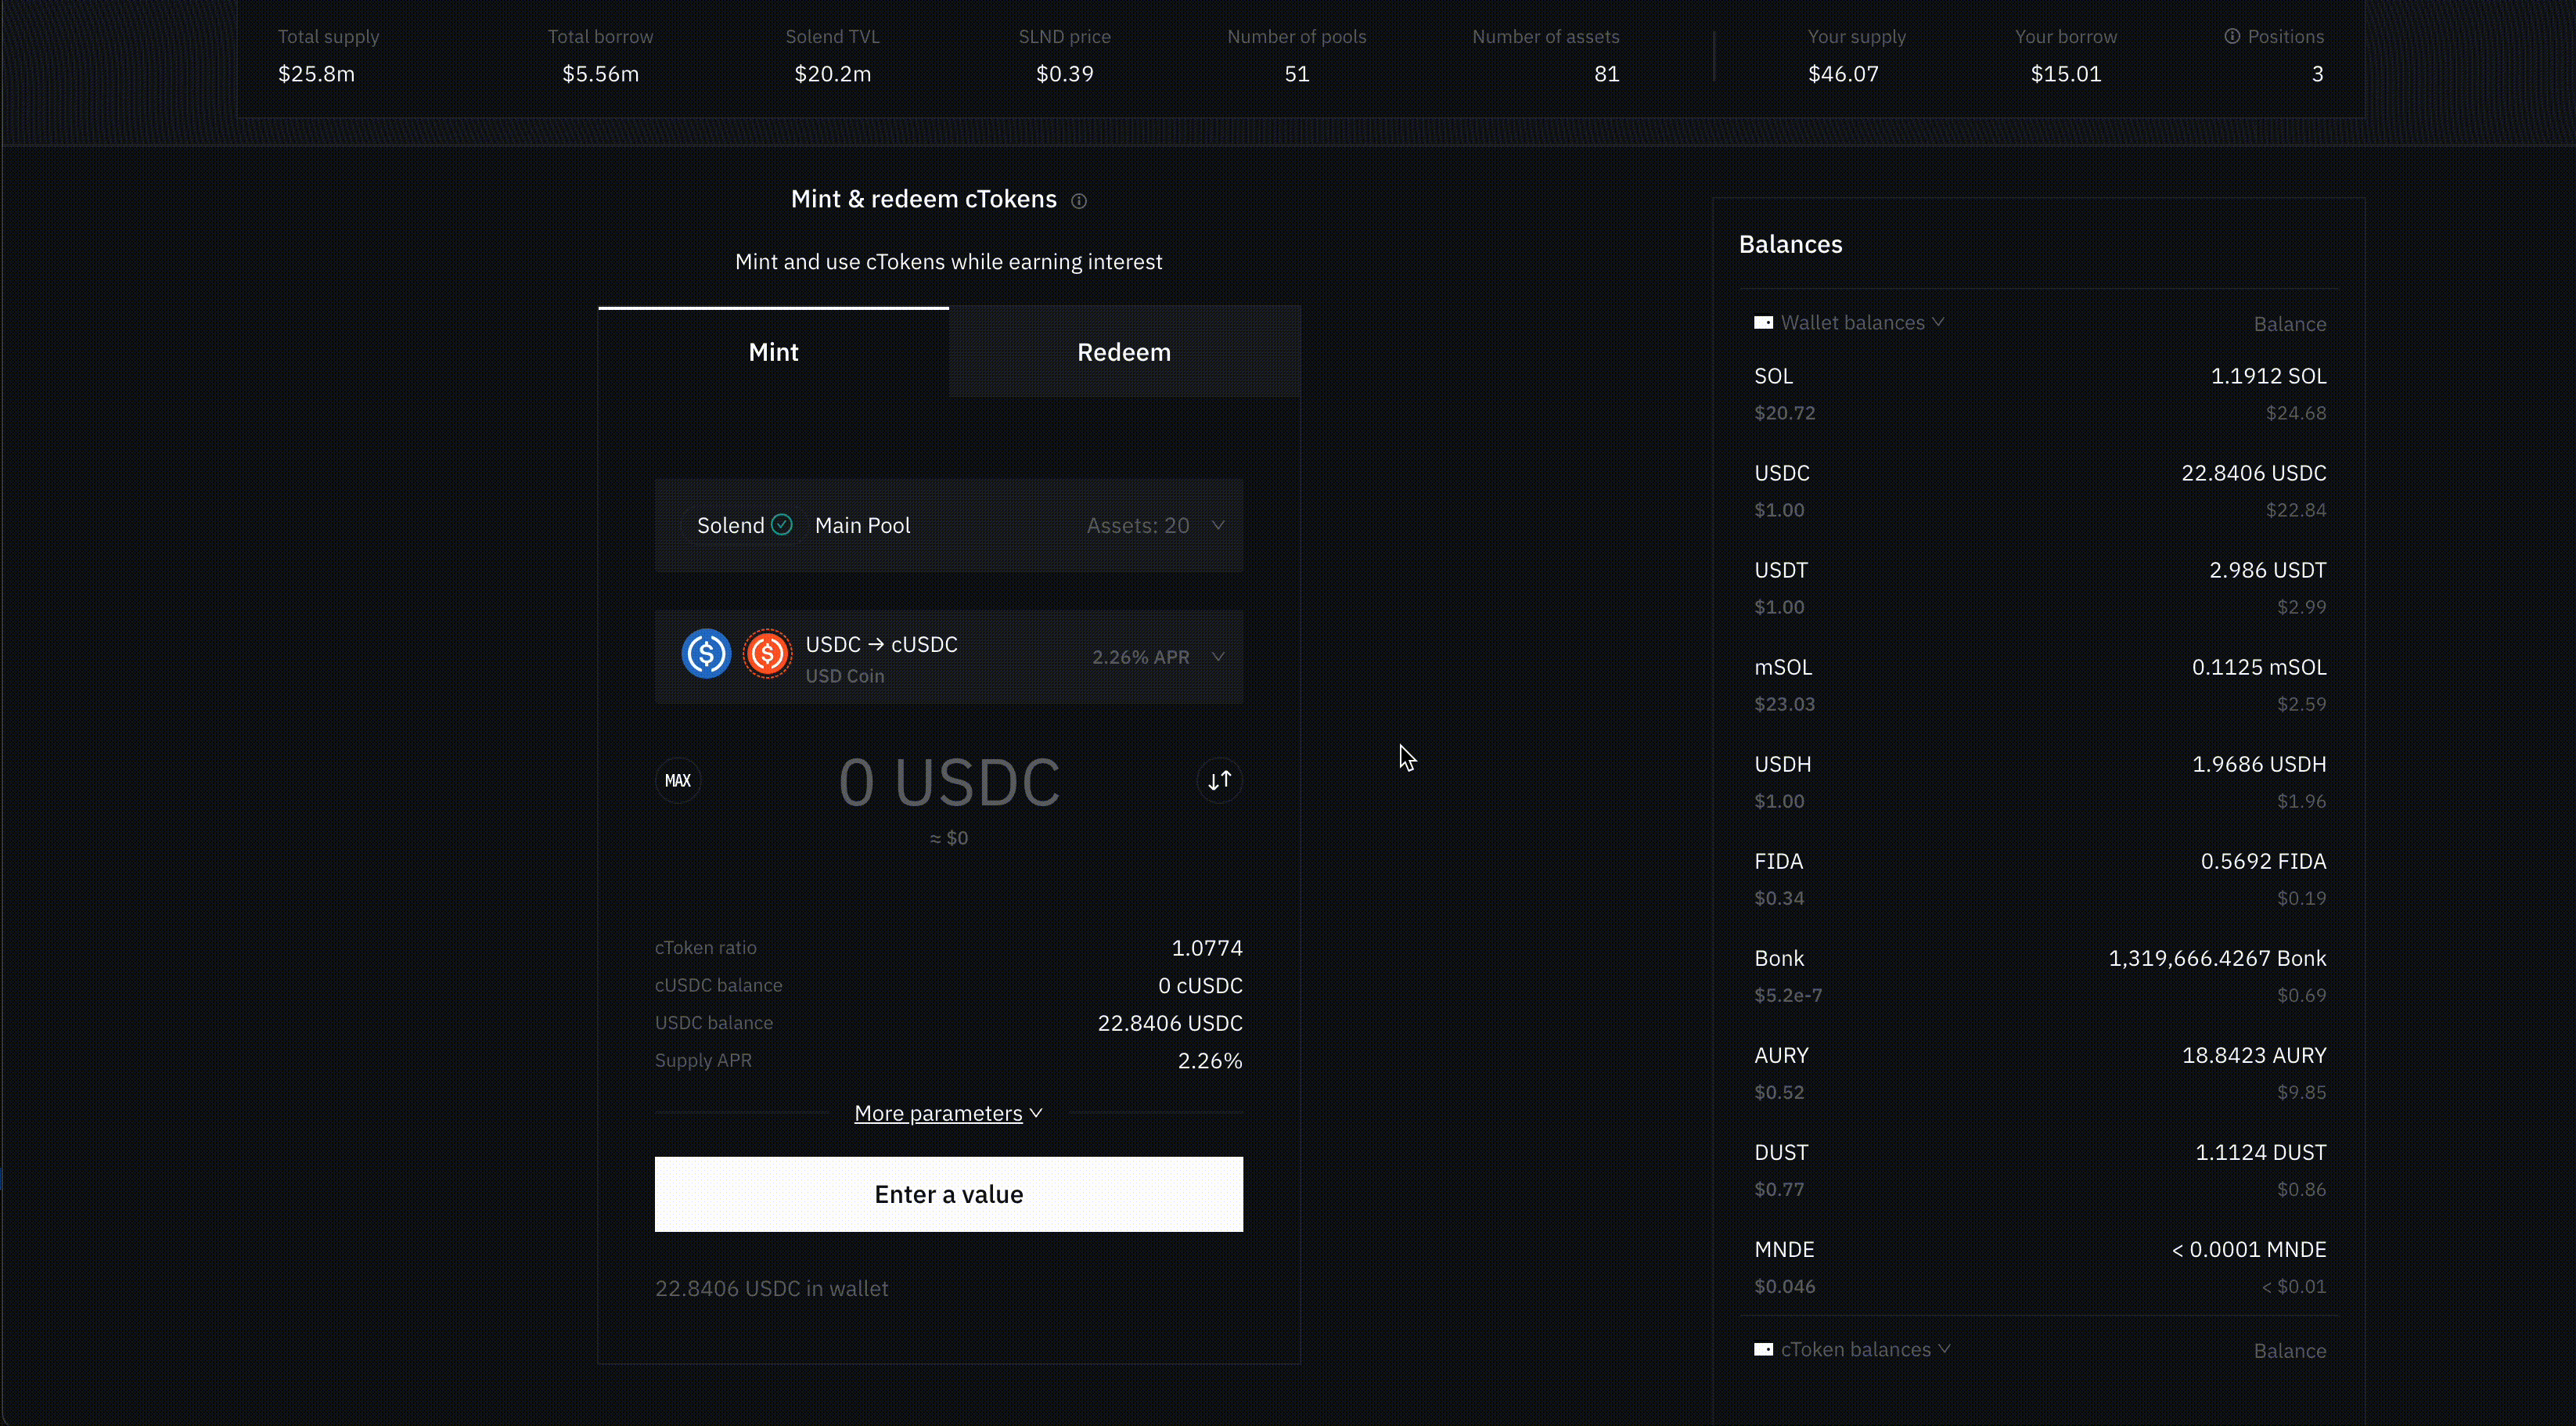 Total supply Total borrow Solend TVL SLND price Number of pools Number of assets Your supply Your borrow Positions
$25.8m $5.56m $20.2m $0.39 51 81 $46.07 $15.01 3
Mint & redeem cTokens
Mint and use cTokens while earning interest
Mint Redeem
Solend Main Pool Assets: 20
USDC → cUSDC 2.26% APR
USD Coin
MAX 0 USDC
≈ $0
cToken ratio 1.0774
cUSDC balance 0 cUSDC
USDC balance 22.8406 USDC
Supply APR 2.26%
More parameters
Enter a value
22.8406 USDC in wallet
Balances
Wallet balances Balance
SOL 1.1912 SOL
$20.72 $24.68
USDC 22.8406 USDC
$1.00 $22.84
USDT 2.986 USDT
$1.00 $2.99
mSOL 0.1125 mSOL
$23.03 $2.59
USDH 1.9686 USDH
$1.00 $1.96
FIDA 0.5692 FIDA
$0.34 $0.19
Bonk 1,319,666.4267 Bonk
$5.2e-7 $0.69
AURY 18.8423 AURY
$0.52 $9.85
DUST 1.1124 DUST
$0.77 $0.86
MNDE < 0.0001 MNDE
$0.046 < $0.01
cToken balances Balance